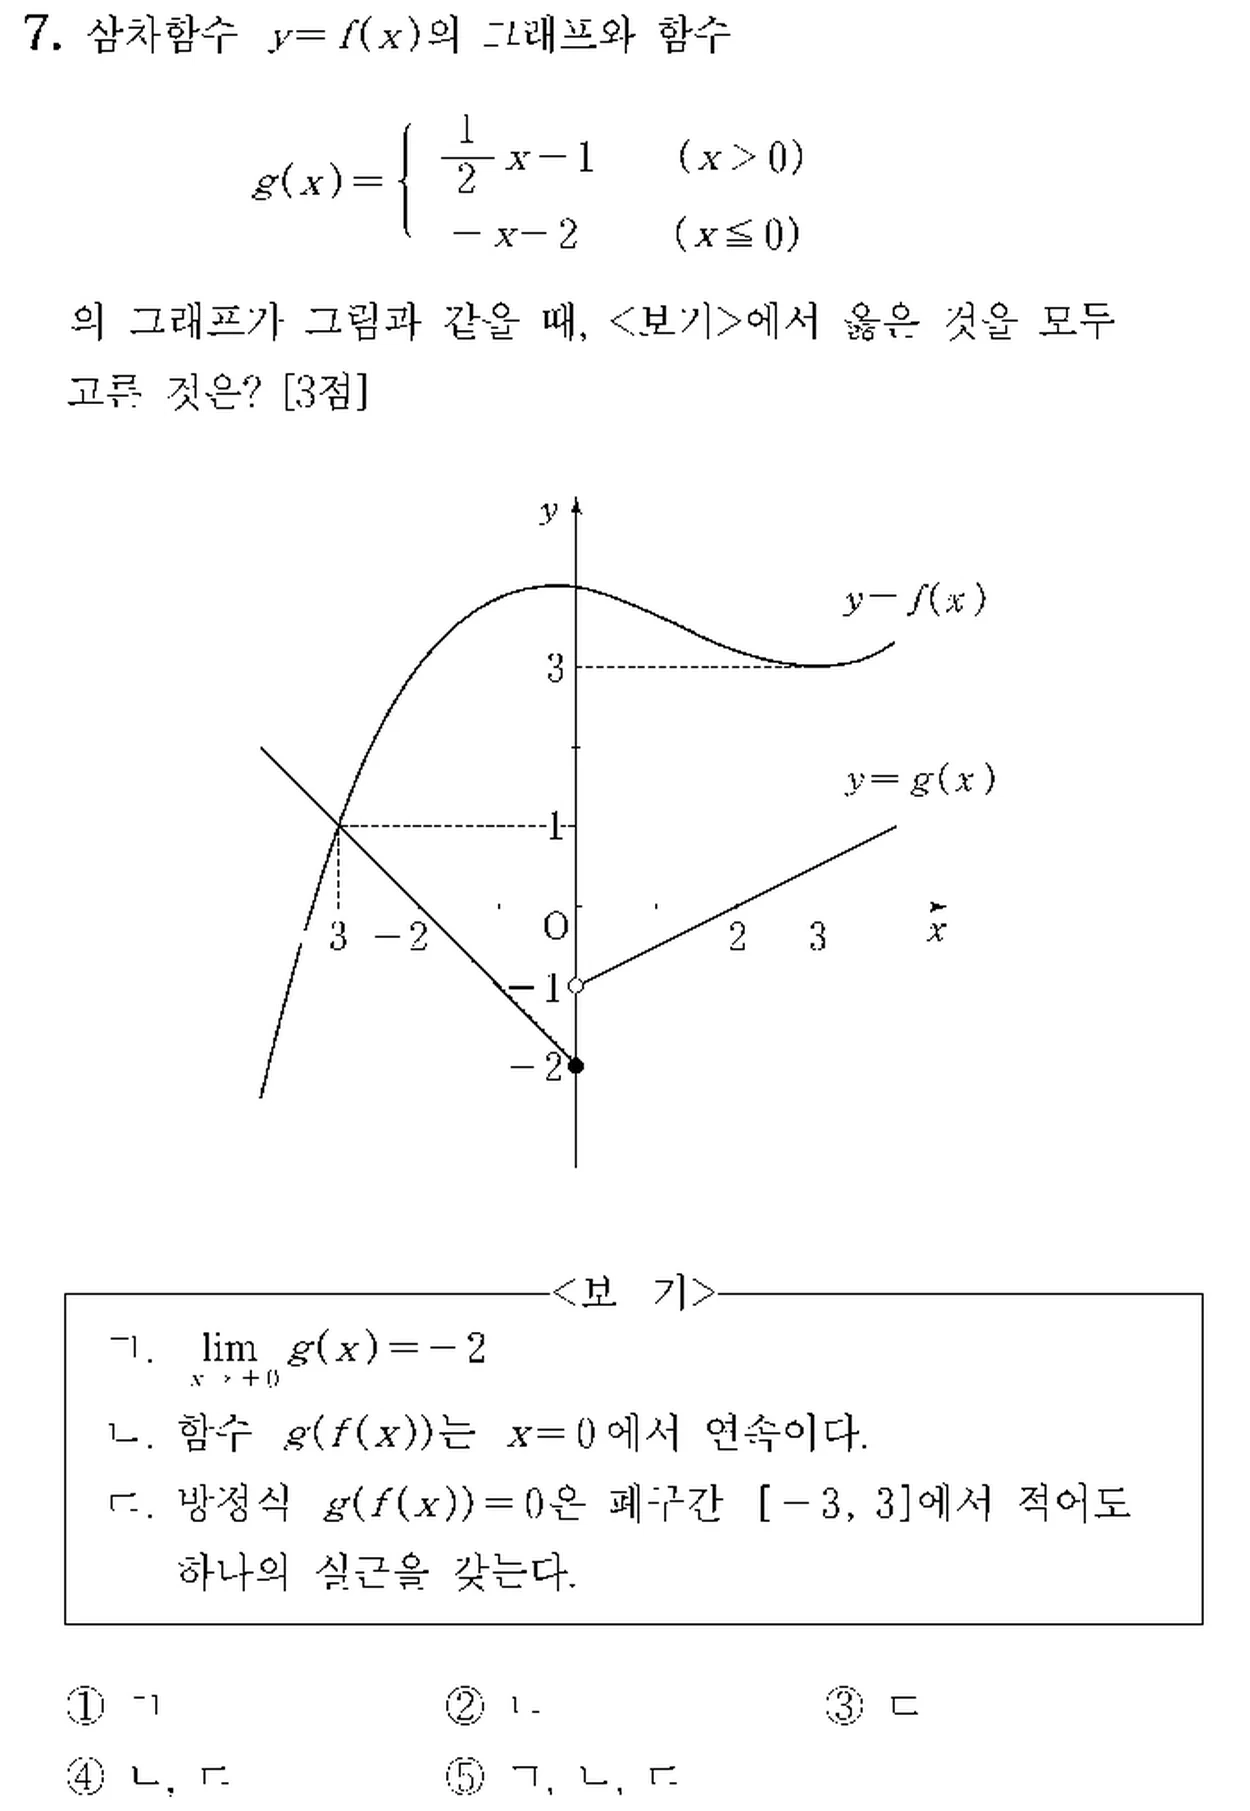 7. 삼차함수 y=f(x)의 그래프와 함수
g(x)={ 1/2 x-1 (x>0)
-x-2 (x≦0)
의 그래프가 그림과 같을 때, <보기>에서 옳은 것을 모두
고른 것은? [3점]
y
y=f(x)
3
y=g(x)
1
3 -2 O 2 3 x
-1
-2
<보 기>
ㄱ. lim x→+0 g(x)=-2
ㄴ. 함수 g(f(x))는 x=0에서 연속이다.
ㄷ. 방정식 g(f(x))=0은 폐구간 [-3, 3]에서 적어도
하나의 실근을 갖는다.
① ㄱ ② ㄴ ③ ㄷ
④ ㄴ, ㄷ ⑤ ㄱ, ㄴ, ㄷ